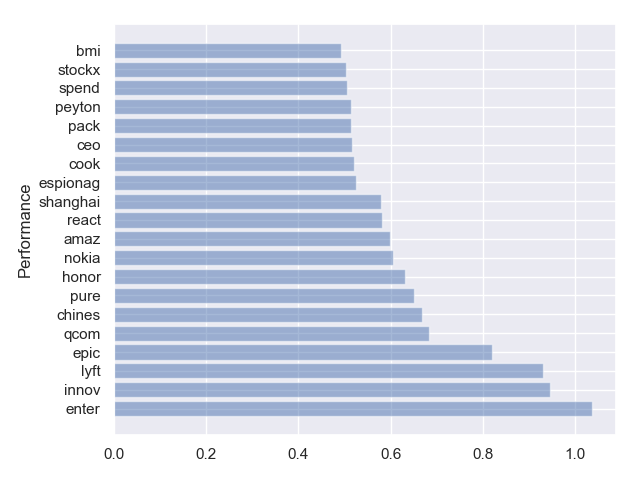 bmi
stockx
spend
peyton
pack
ceo
cook
espionag
shanghai
react
amaz
nokia
honor
pure
chines
qcom
epic
lyft
innov
enter
Performance
0.0 0.2 0.4 0.6 0.8 1.0